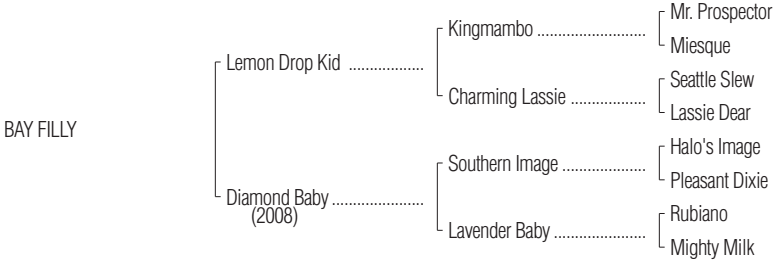 Mr. Prospector
Kingmambo ..........................
Miesque
Lemon Drop Kid ..................
Seattle Slew
Charming Lassie ..................
Lassie Dear
BAY FILLY
Halo's Image
Southern Image ....................
Pleasant Dixie
Diamond Baby ......................
(2008)
Rubiano
Lavender Baby ......................
Mighty Milk